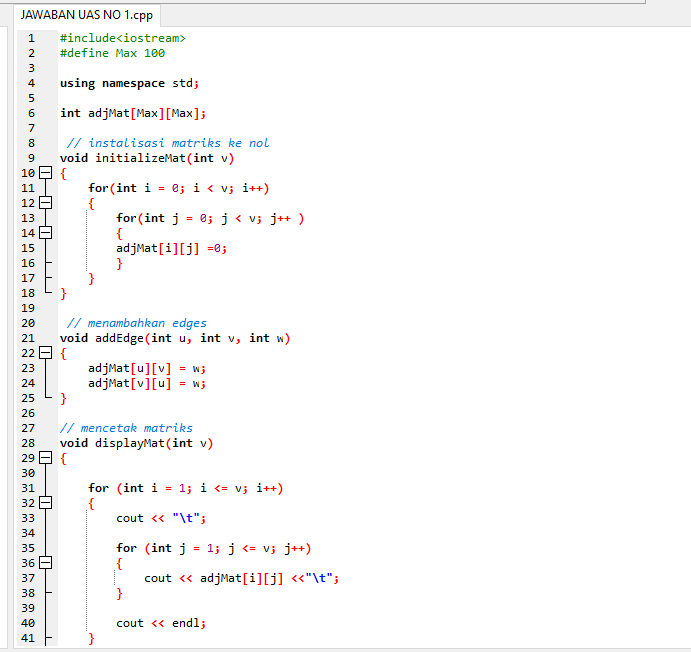 JAWABAN UAS NO 1.cpp
1 #include<iostream>
2 #define Max 100
3
4 using namespace std;
5
6 int adjMat[Max][Max];
7
8 // instalisasi matriks ke nol
9 void initializeMat(int v)
10 {
11 for(int i = 0; i < v; i++)
12 {
13 for(int j = 0; j < v; j++ )
14 {
15 adjMat[i][j] =0;
16 }
17 }
18 }
19
20 // menambahkan edges
21 void addEdge(int u, int v, int w)
22 {
23 adjMat[u][v] = w;
24 adjMat[v][u] = w;
25 }
26
27 // mencetak matriks
28 void displayMat(int v)
29 {
30
31 for (int i = 1; i <= v; i++)
32 {
33 cout << "\t";
34
35 for (int j = 1; j <= v; j++)
36 {
37 cout << adjMat[i][j] <<"\t";
38 }
39
40 cout << endl;
41 }